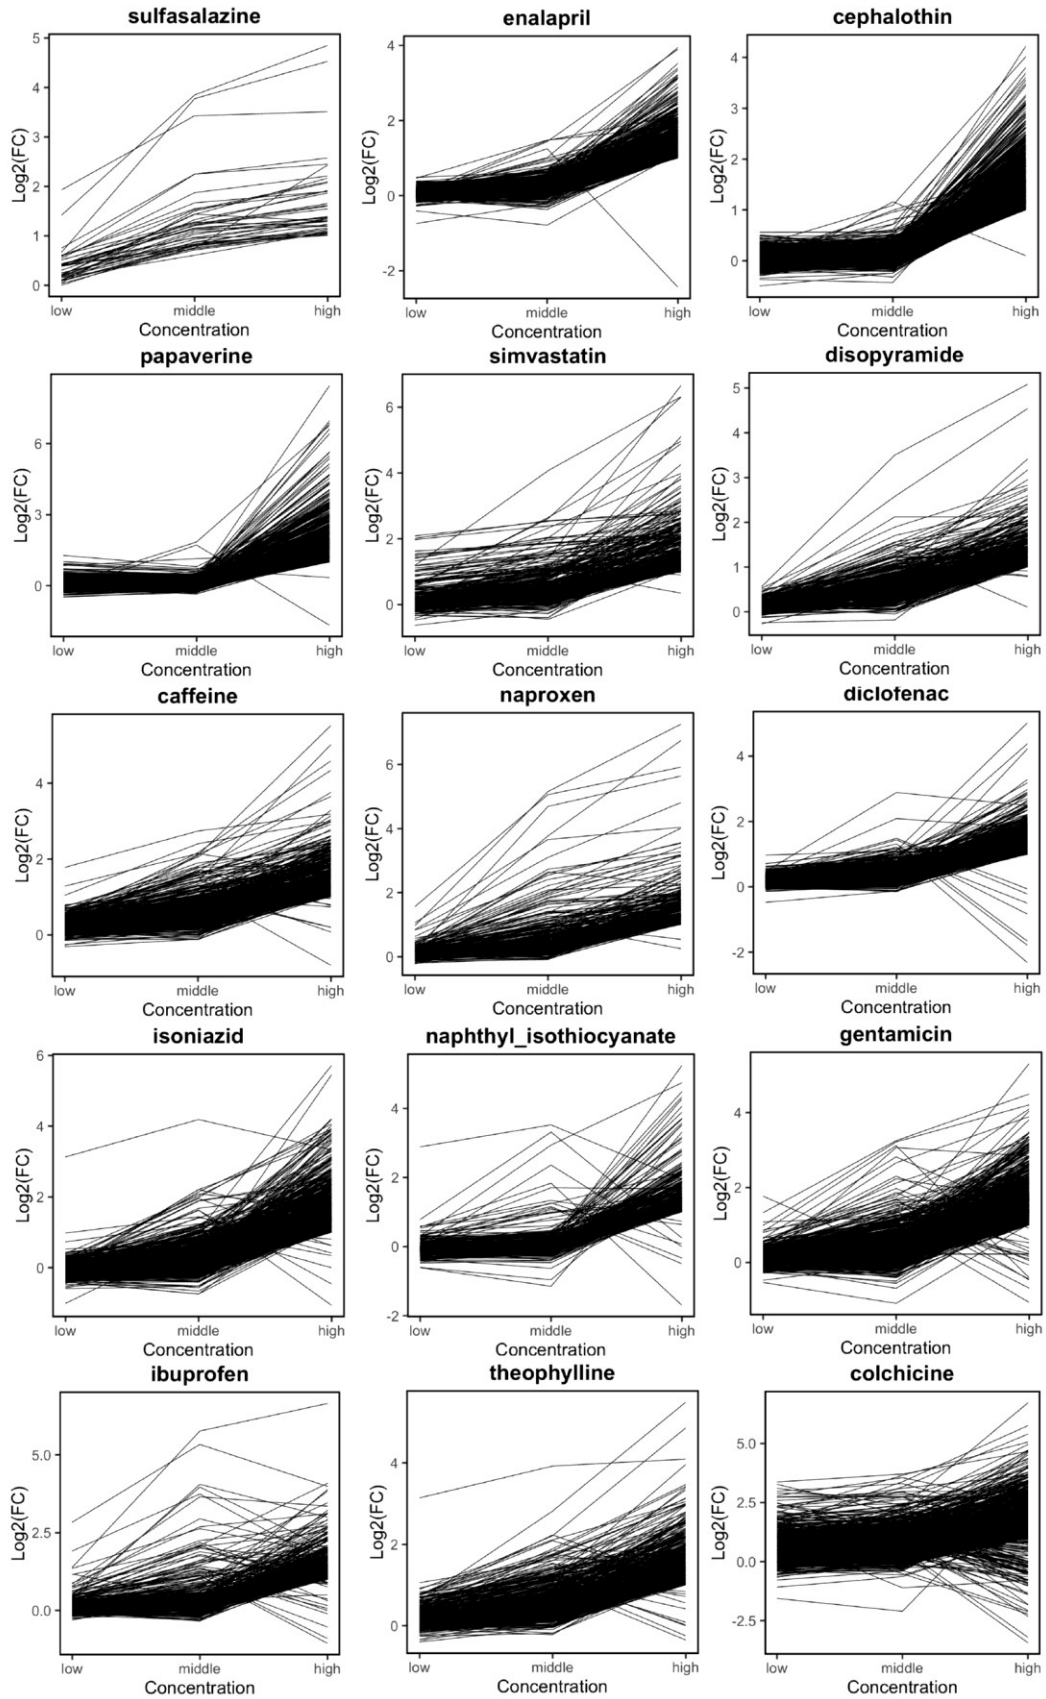 sulfasalazine
5
4
3
2
1
0
Log2(FC)
low middle high
Concentration
enalapril
4
2
0
-2
Log2(FC)
low middle high
Concentration
cephalothin
4
3
2
1
0
Log2(FC)
low middle high
Concentration
papaverine
6
3
0
Log2(FC)
low middle high
Concentration
simvastatin
6
4
2
0
Log2(FC)
low middle high
Concentration
disopyramide
5
4
3
2
1
0
Log2(FC)
low middle high
Concentration
caffeine
4
2
0
Log2(FC)
low middle high
Concentration
naproxen
6
4
2
0
Log2(FC)
low middle high
Concentration
diclofenac
4
2
0
-2
Log2(FC)
low middle high
Concentration
isoniazid
6
4
2
0
Log2(FC)
low middle high
Concentration
naphthyl_isothiocyanate
4
2
0
-2
Log2(FC)
low middle high
Concentration
gentamicin
4
2
0
Log2(FC)
low middle high
Concentration
ibuprofen
5.0
2.5
0.0
Log2(FC)
low middle high
Concentration
theophylline
4
2
0
Log2(FC)
low middle high
Concentration
colchicine
5.0
2.5
0.0
-2.5
Log2(FC)
low middle high
Concentration